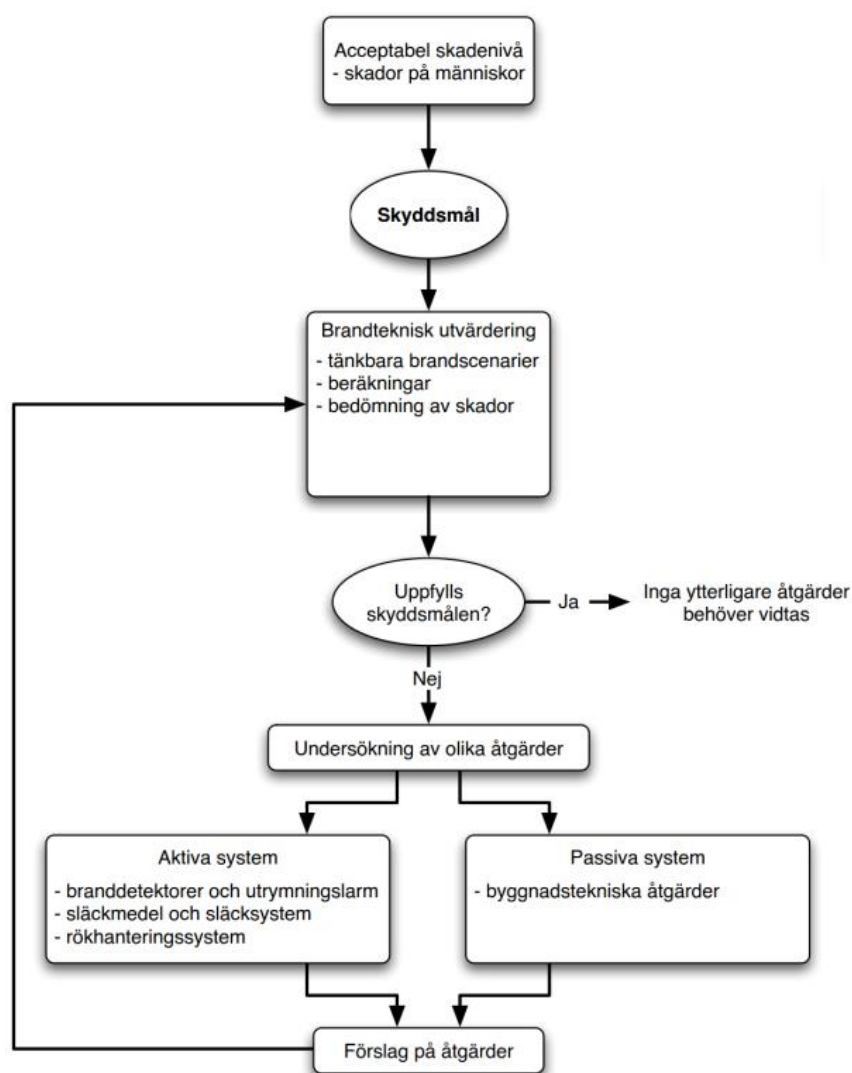 Acceptabel skadenivå
- skador på människor
Skyddsmål
Brandteknisk utvärdering
- tänkbara brandscenarier
- beräkningar
- bedömning av skador
Uppfylls
skyddsmålen?
Ja
Inga ytterligare åtgärder
behöver vidtas
Nej
Undersökning av olika åtgärder
Aktiva system
- branddetektorer och utrymningslarm
- släckmedel och släcksystem
- rökhanteringssystem
Passiva system
- byggnadstekniska åtgärder
Förslag på åtgärder